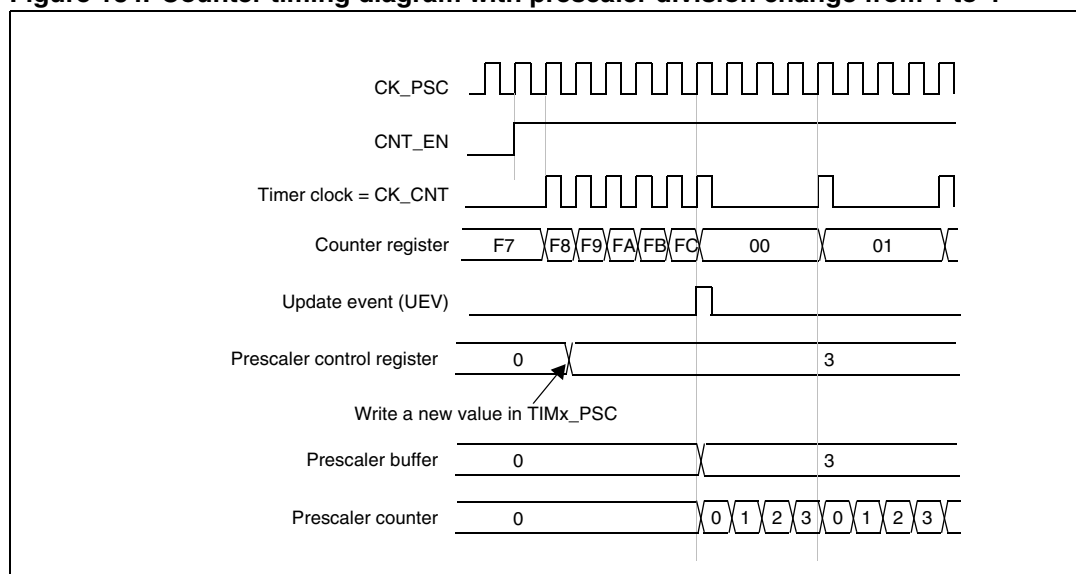 Figure Counter timing diagram with prescaler division change from 1 to 4
CK_PSC
CNT_EN
Timer clock = CK_CNT
Counter register F7 F8 F9 FA FB FC 00 01
Update event (UEV)
Prescaler control register 0 3
Write a new value in TIMx_PSC
Prescaler buffer 0 3
Prescaler counter 0 0 1 2 3 0 1 2 3